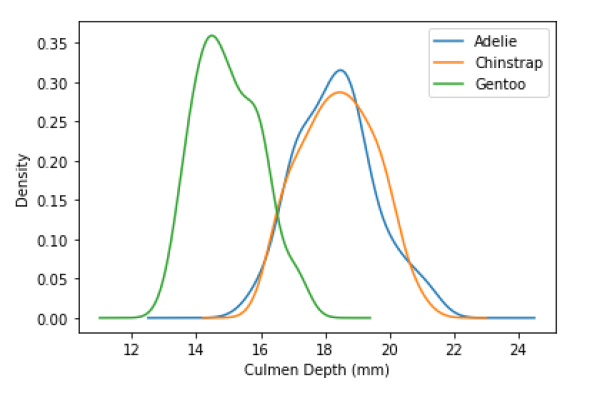 0.35
0.30
0.25
0.20
0.15
0.10
0.05
0.00
Density
Adelie
Chinstrap
Gentoo
12 14 16 18 20 22 24
Culmen Depth (mm)